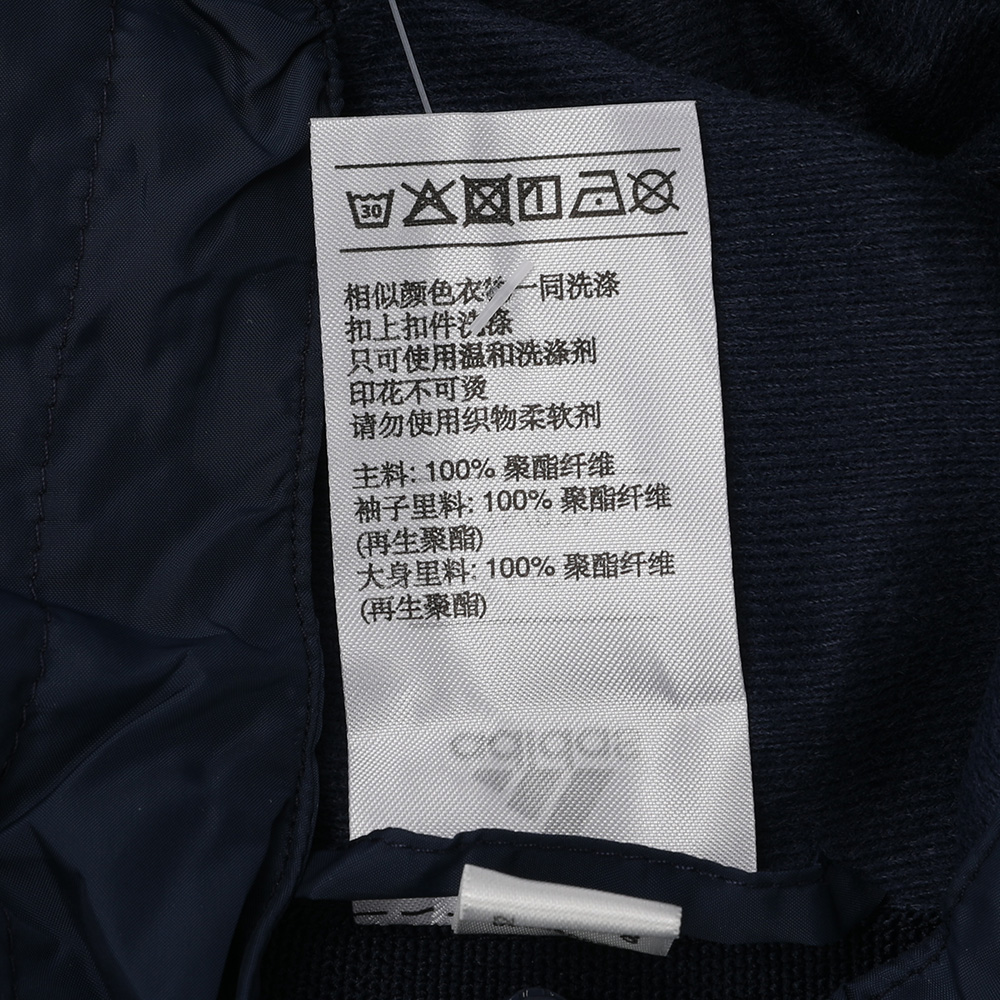 30
相似颜色衣物一同洗涤
扣上扣件洗涤
只可使用温和洗涤剂
印花不可烫
请勿使用织物柔软剂
主料: 100% 聚酯纤维
袖子里料: 100% 聚酯纤维
(再生聚酯)
大身里料: 100% 聚酯纤维
(再生聚酯)
adidas